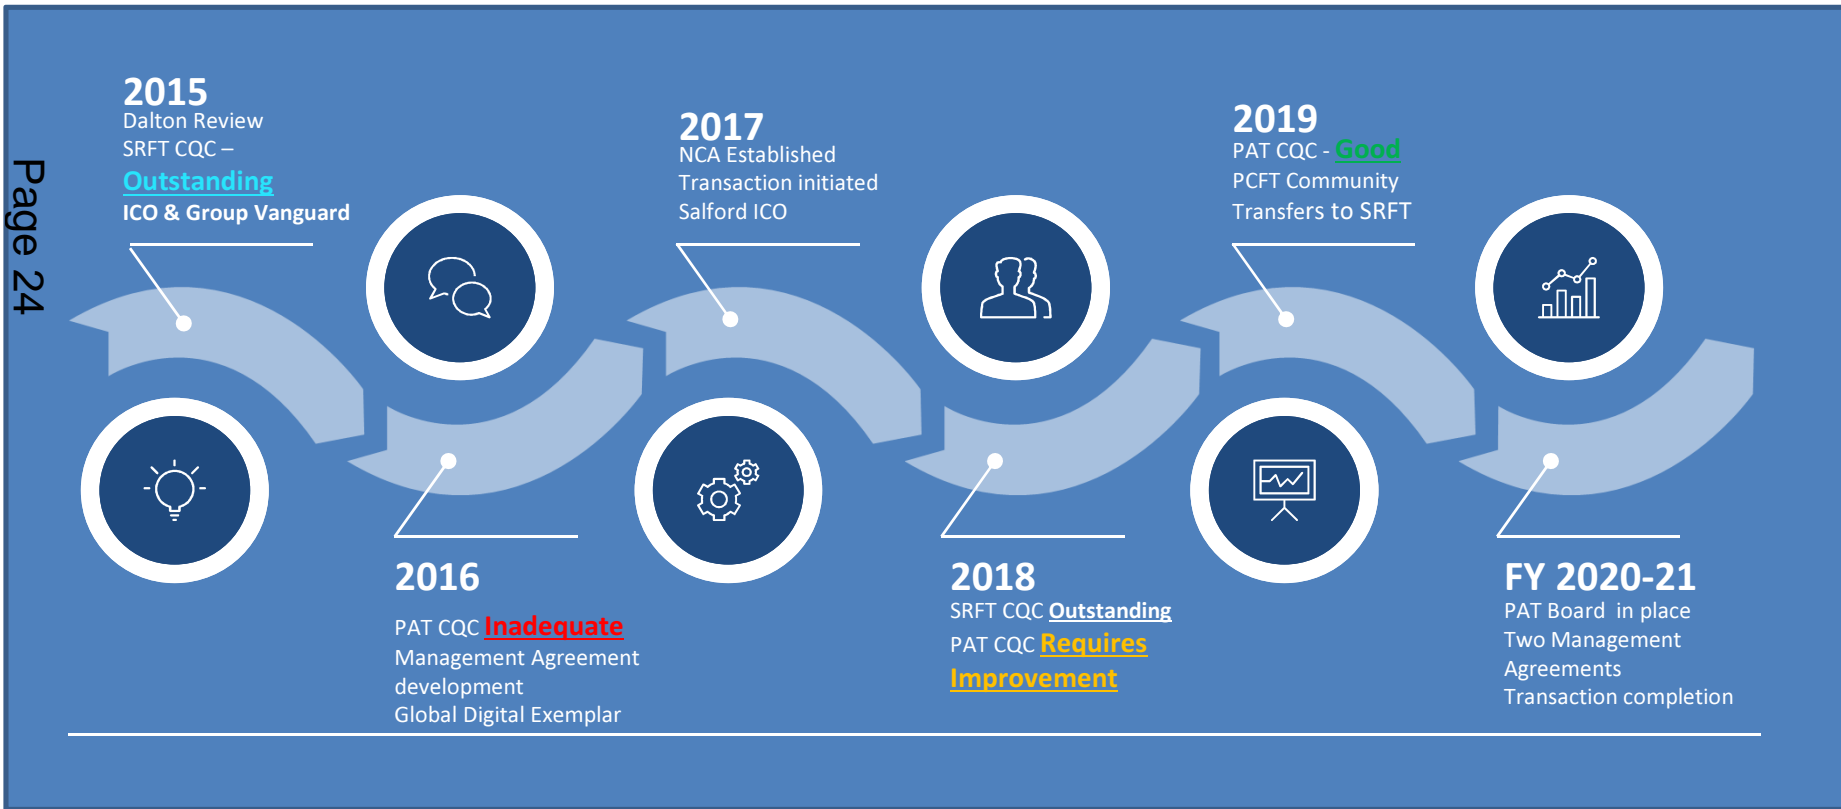 Page 24
2015
Dalton Review
SRFT CQC –
Outstanding
ICO & Group Vanguard
2016
PAT CQC Inadequate
Management Agreement
development
Global Digital Exemplar
2017
NCA Established
Transaction initiated
Salford ICO
2018
SRFT CQC Outstanding
PAT CQC Requires
Improvement
2019
PAT CQC - Good
PCFT Community
Transfers to SRFT
FY 2020-21
PAT Board in place
Two Management
Agreements
Transaction completion